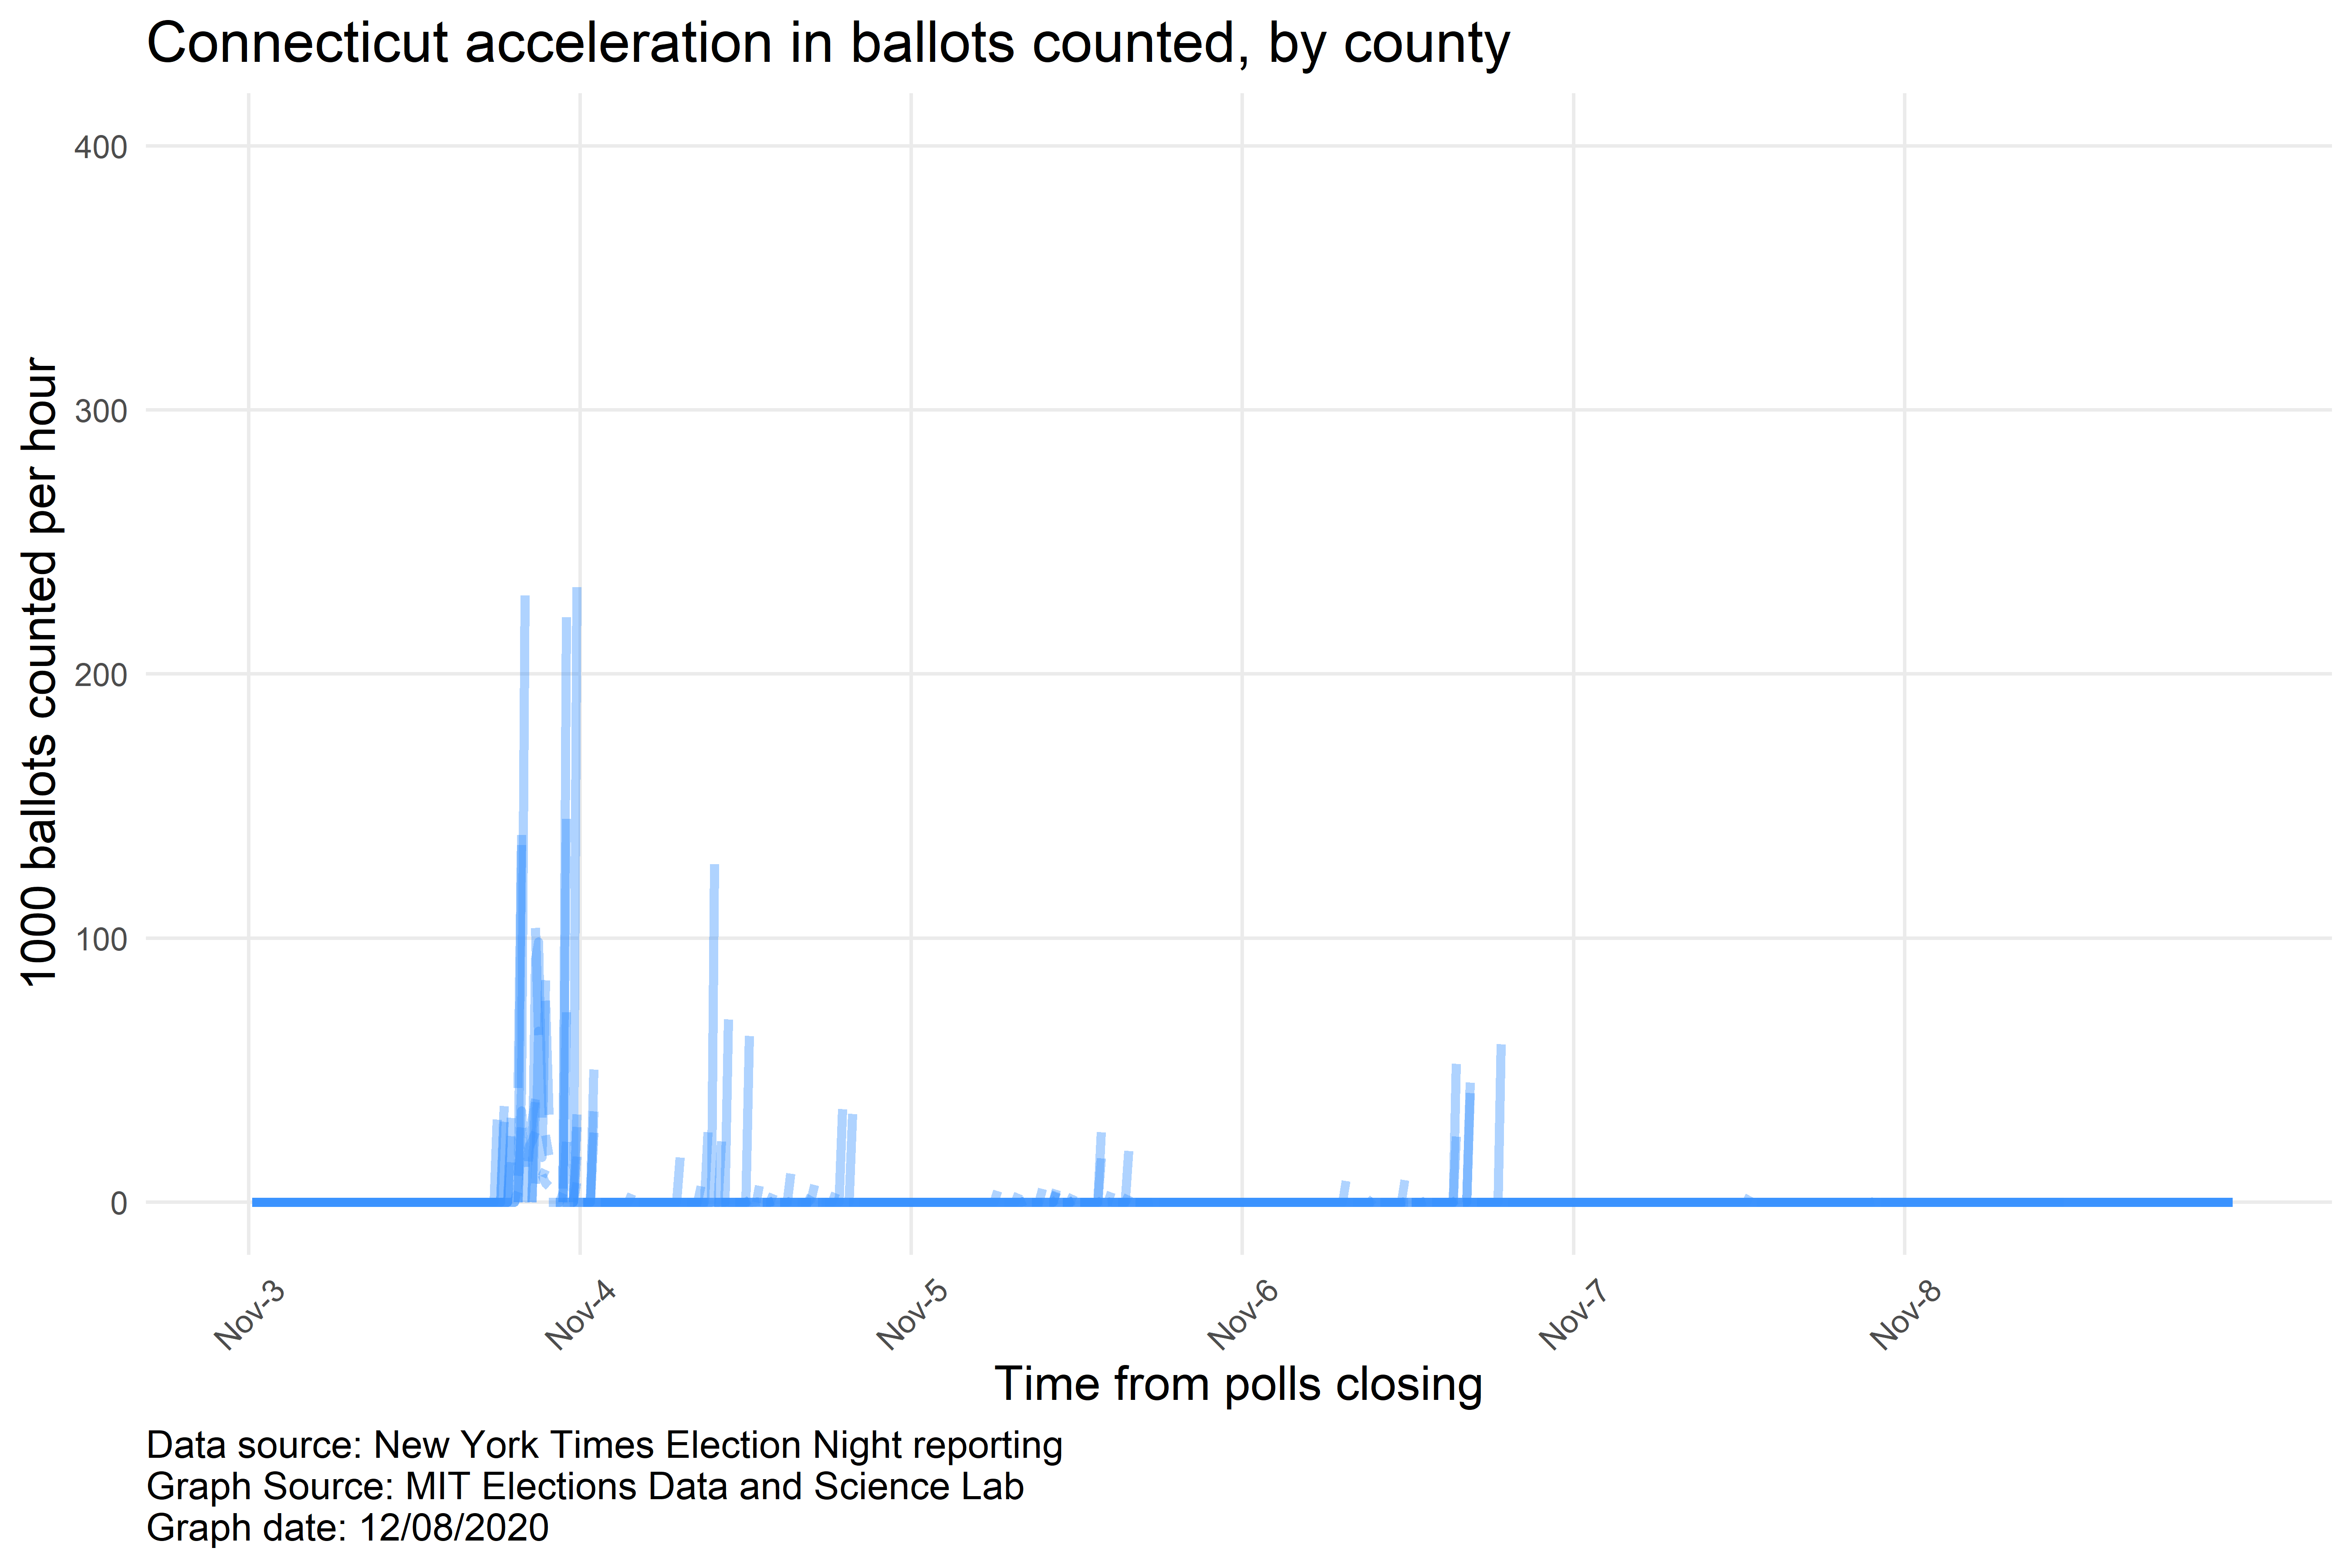 Connecticut acceleration in ballots counted, by county
1000 ballots counted per hour
400
300
200
100
0
Nov-3
Nov-4
Nov-5
Nov-6
Nov-7
Nov-8
Time from polls closing
Data source: New York Times Election Night reporting
Graph Source: MIT Elections Data and Science Lab
Graph date: 12/08/2020